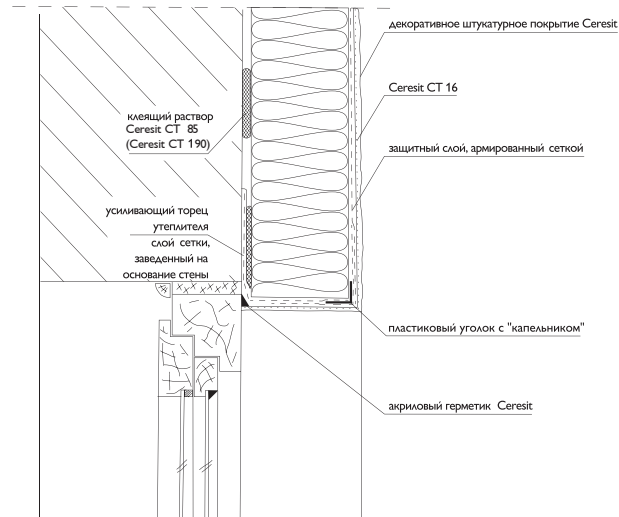 декоративное штукатурное покрытие Ceresit
Ceresit CT 16
клеящий раствор
Ceresit CT 85
(Ceresit CT 190)
защитный слой, армированный сеткой
усиливающий торец
утеплителя
слой сетки,
заведенный на
основание стены
пластиковый уголок с "капельником"
акриловый герметик Ceresit